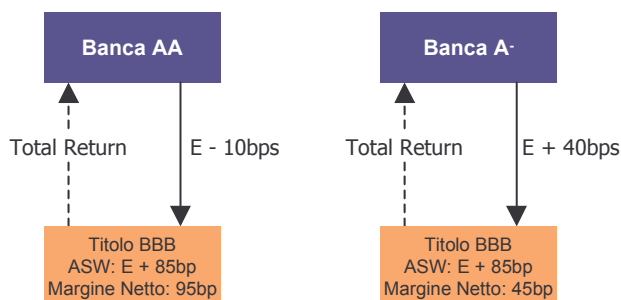 Banca AA
Total Return
E - 10bps
Titolo BBB
ASW: E + 85bp
Margine Netto: 95bp
Banca A-
Total Return
E + 40bps
Titolo BBB
ASW: E + 85bp
Margine Netto: 45bp